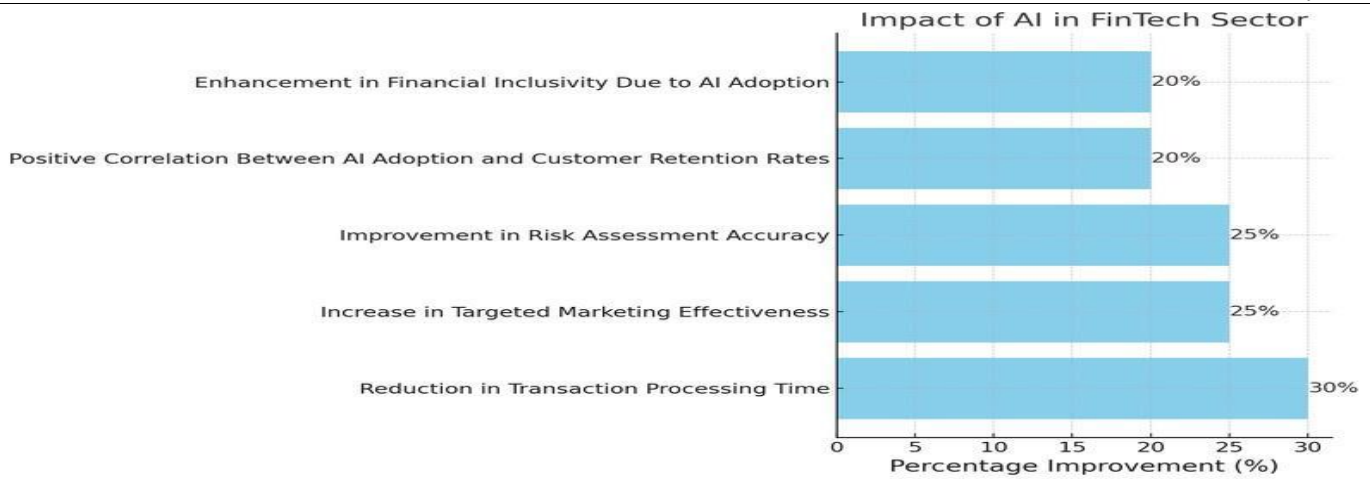 Impact of AI in FinTech Sector
Enhancement in Financial Inclusivity Due to AI Adoption
20%
Positive Correlation Between AI Adoption and Customer Retention Rates
20%
Improvement in Risk Assessment Accuracy
25%
Increase in Targeted Marketing Effectiveness
25%
Reduction in Transaction Processing Time
30%
0 5 10 15 20 25 30
Percentage Improvement (%)